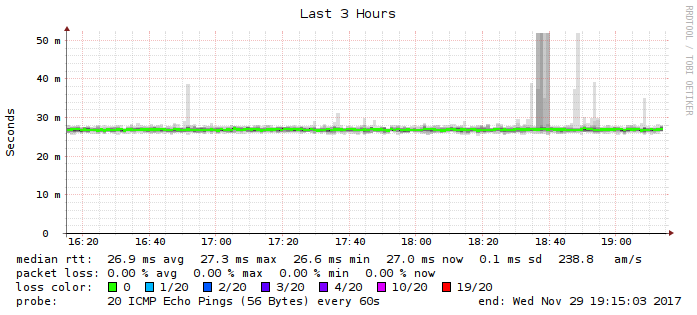 Last 3 Hours
RRDTOOL / TOBI OETIKER
Seconds
50 m
40 m
30 m
20 m
10 m
0
16:20 16:40 17:00 17:20 17:40 18:00 18:20 18:40 19:00
median rtt: 26.9 ms avg 27.3 ms max 26.6 ms min 27.0 ms now 0.1 ms sd 238.8 am/s
packet loss: 0.00 % avg 0.00 % max 0.00 % min 0.00 % now
loss color: 0 1/20 2/20 3/20 4/20 10/20 19/20
probe: 20 ICMP Echo Pings (56 Bytes) every 60s end: Wed Nov 29 19:15:03 2017